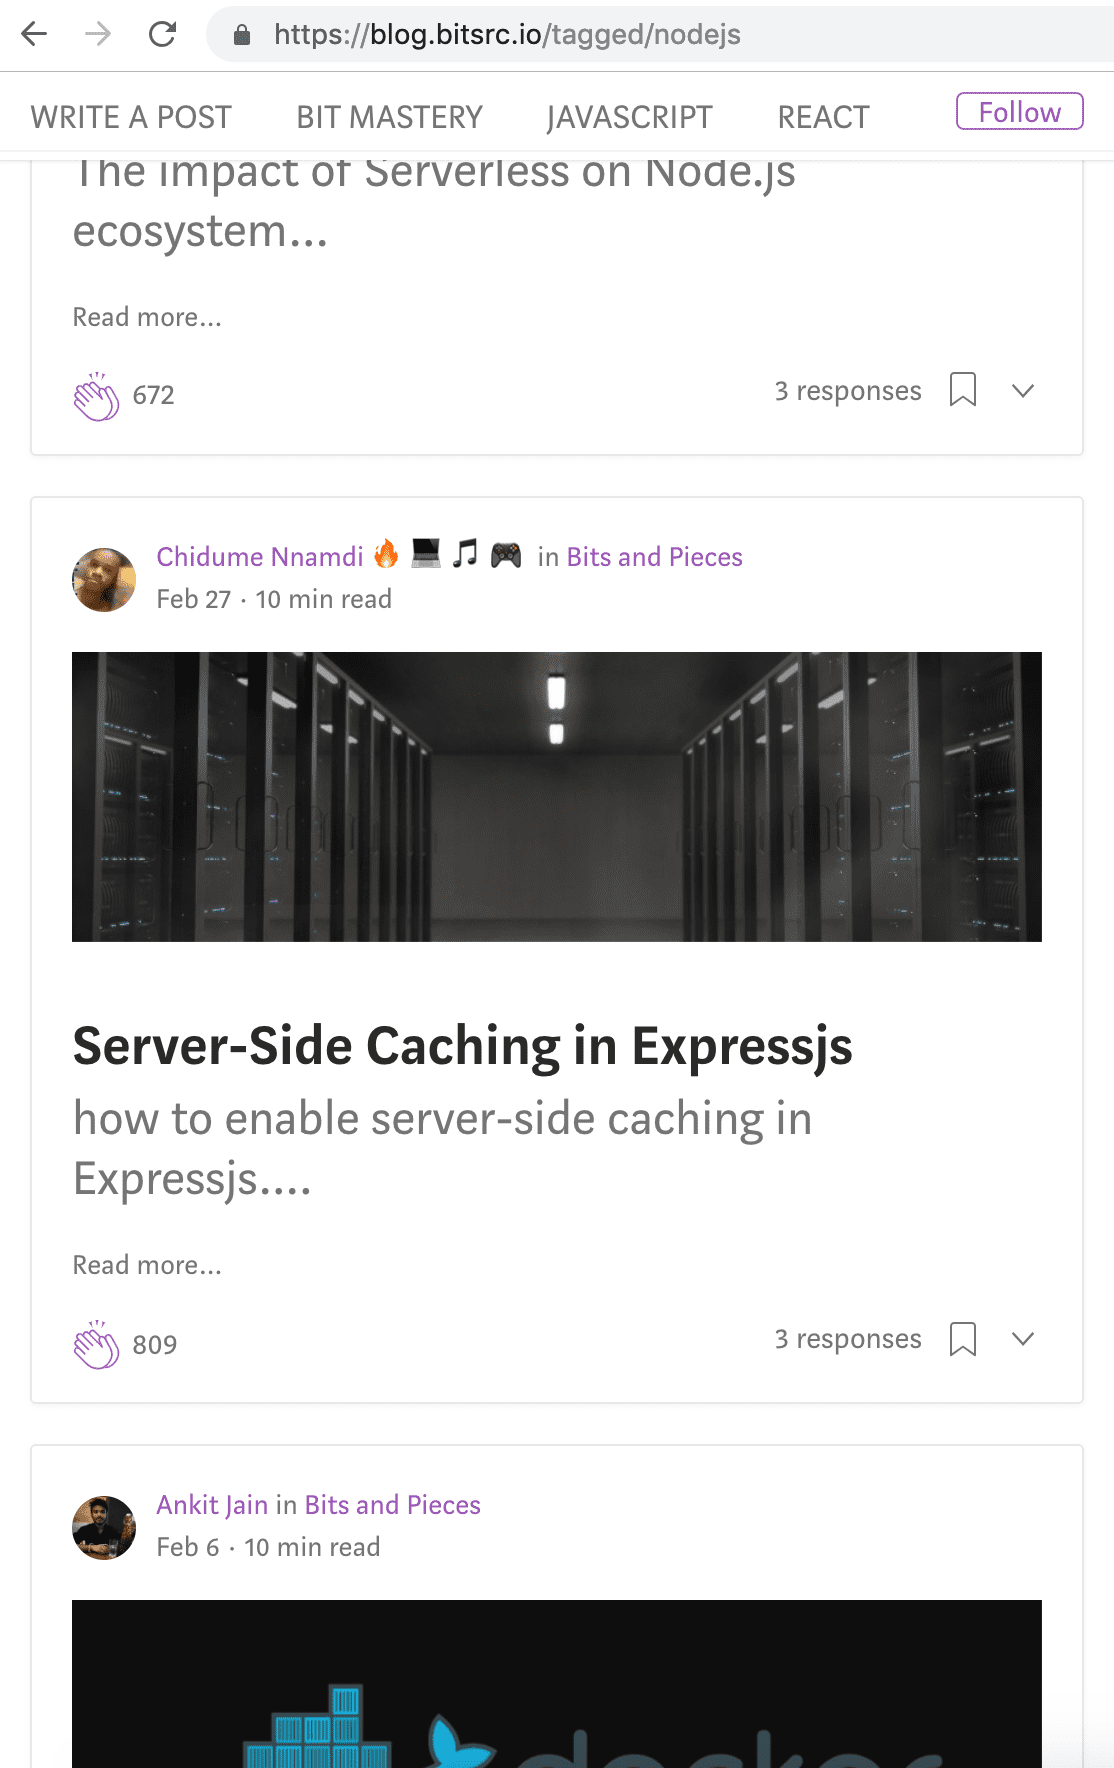 https://blog.bitsrc.io/tagged/nodejs
WRITE A POST BIT MASTERY JAVASCRIPT REACT Follow
The impact of Serverless on Node.js
ecosystem...
Read more...
672 3 responses
Chidume Nnamdi 🔥 💻 🎵 🎮 in Bits and Pieces
Feb 27 · 10 min read
Server-Side Caching in Expressjs
how to enable server-side caching in
Expressjs....
Read more...
809 3 responses
Ankit Jain in Bits and Pieces
Feb 6 · 10 min read
docker